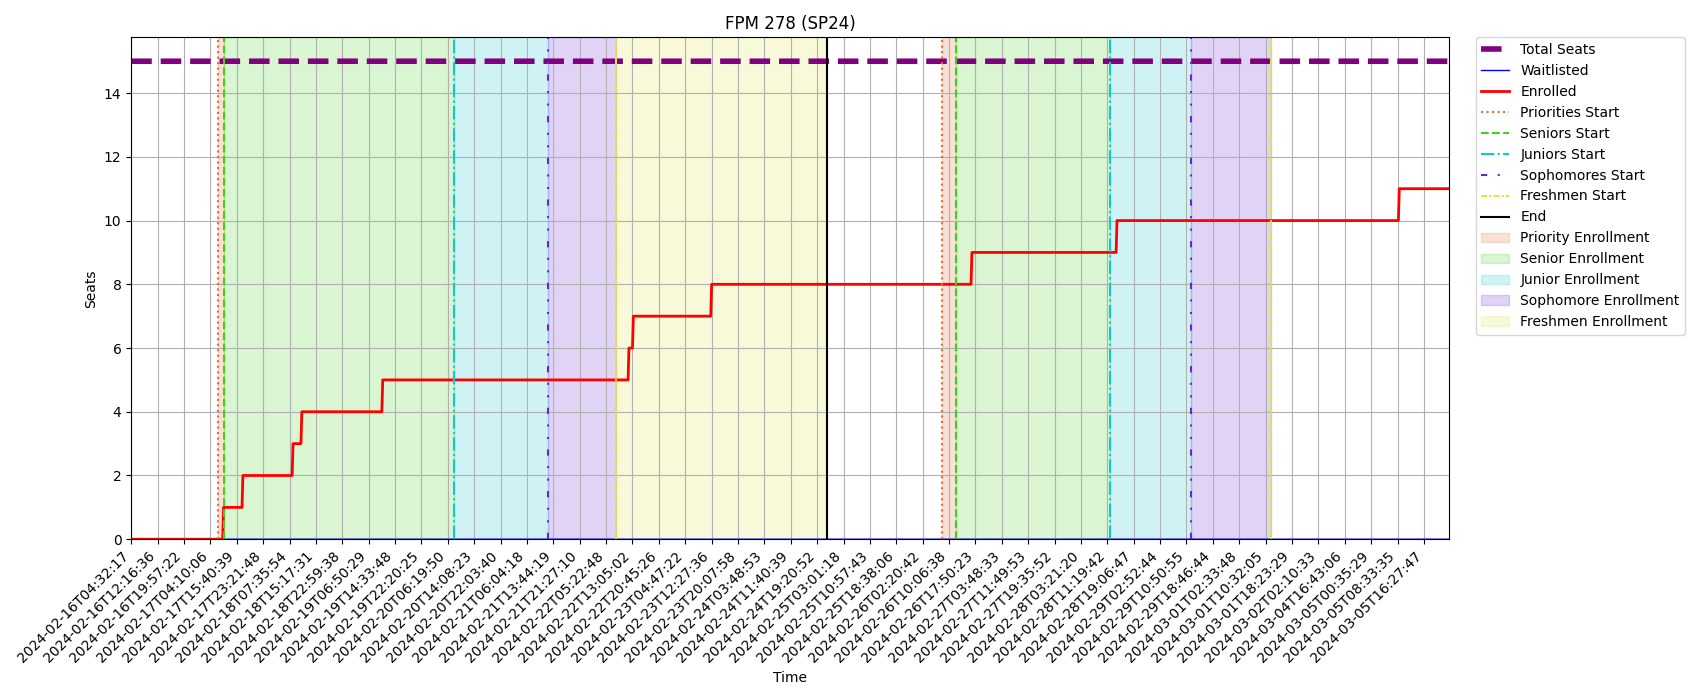 FPM 278 (SP24)
Total Seats
Waitlisted
Enrolled
Priorities Start
Seniors Start
Juniors Start
Sophomores Start
Freshmen Start
End
Priority Enrollment
Senior Enrollment
Junior Enrollment
Sophomore Enrollment
Freshmen Enrollment
Seats
14
12
10
8
6
4
2
0
2024-02-16T04:32:17
2024-02-16T12:16:36
2024-02-16T19:57:22
2024-02-17T04:10:06
2024-02-17T15:40:39
2024-02-17T23:21:48
2024-02-18T07:35:54
2024-02-18T15:17:31
2024-02-18T22:59:38
2024-02-19T06:50:29
2024-02-19T14:33:48
2024-02-19T22:20:25
2024-02-20T06:19:50
2024-02-20T14:08:23
2024-02-20T22:03:40
2024-02-21T06:04:18
2024-02-21T13:44:19
2024-02-21T21:27:10
2024-02-22T05:22:48
2024-02-22T13:05:02
2024-02-22T20:45:26
2024-02-23T04:47:22
2024-02-23T12:27:36
2024-02-23T20:07:58
2024-02-24T03:48:53
2024-02-24T11:40:39
2024-02-24T19:20:52
2024-02-25T03:01:18
2024-02-25T10:57:43
2024-02-25T18:38:06
2024-02-26T02:20:42
2024-02-26T10:06:38
2024-02-26T17:50:23
2024-02-27T03:48:33
2024-02-27T11:49:53
2024-02-27T19:35:52
2024-02-28T03:21:20
2024-02-28T11:19:42
2024-02-28T19:06:47
2024-02-29T02:52:44
2024-02-29T10:50:55
2024-02-29T18:46:44
2024-03-01T02:33:48
2024-03-01T10:32:05
2024-03-01T18:23:29
2024-03-02T02:10:33
2024-03-04T16:43:06
2024-03-05T00:35:29
2024-03-05T08:33:35
2024-03-05T16:27:47
Time